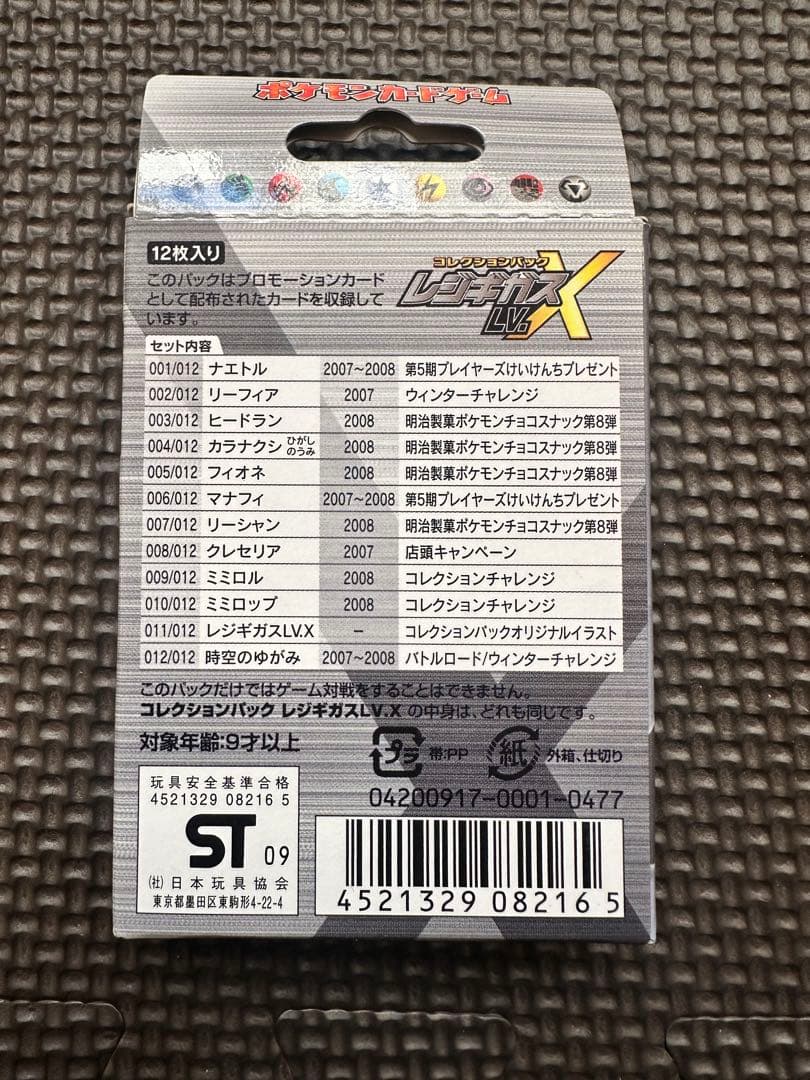 ポケモンカードゲーム
12枚入り
このパックはプロモーションカード
として配布されたカードを収録して
います。
コレクションパック
レジギガス
LV.X
セット内容
001/012 ナエトル 2007～2008 第5期プレイヤーズけいけんちプレゼント
002/012 リーフィア 2007 ウィンターチャレンジ
003/012 ヒードラン 2008 明治製菓ポケモンチョコスナック第8弾
004/012 カラナクシ ひがしのうみ 2008 明治製菓ポケモンチョコスナック第8弾
005/012 フィオネ 2008 明治製菓ポケモンチョコスナック第8弾
006/012 マナフィ 2007～2008 第5期プレイヤーズけいけんちプレゼント
007/012 リーシャン 2008 明治製菓ポケモンチョコスナック第8弾
008/012 クレセリア 2007 店頭キャンペーン
009/012 ミミロル 2008 コレクションチャレンジ
010/012 ミミロップ 2008 コレクションチャレンジ
011/012 レジギガスLV.X － コレクションパックオリジナルイラスト
012/012 時空のゆがみ 2007～2008 バトルロード/ウィンターチャレンジ
このパックだけではゲーム対戦をすることはできません。
コレクションパック レジギガスLV.X の中身は、どれも同じです。
対象年齢:9才以上
プラ 帯:PP 紙 外箱、仕切り
04200917-0001-0477
玩具安全基準合格
4521329 08216 5
ST 09
(社)日本玩具協会
東京都墨田区東駒形4-22-4
4521329 08216 5